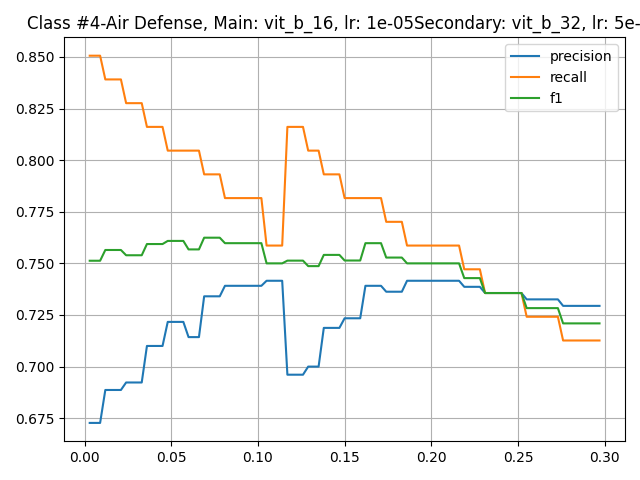 Class #4-Air Defense, Main: vit_b_16, lr: 1e-05Secondary: vit_b_32, lr: 5e-
precision
recall
f1
0.850
0.825
0.800
0.775
0.750
0.725
0.700
0.675
0.00 0.05 0.10 0.15 0.20 0.25 0.30